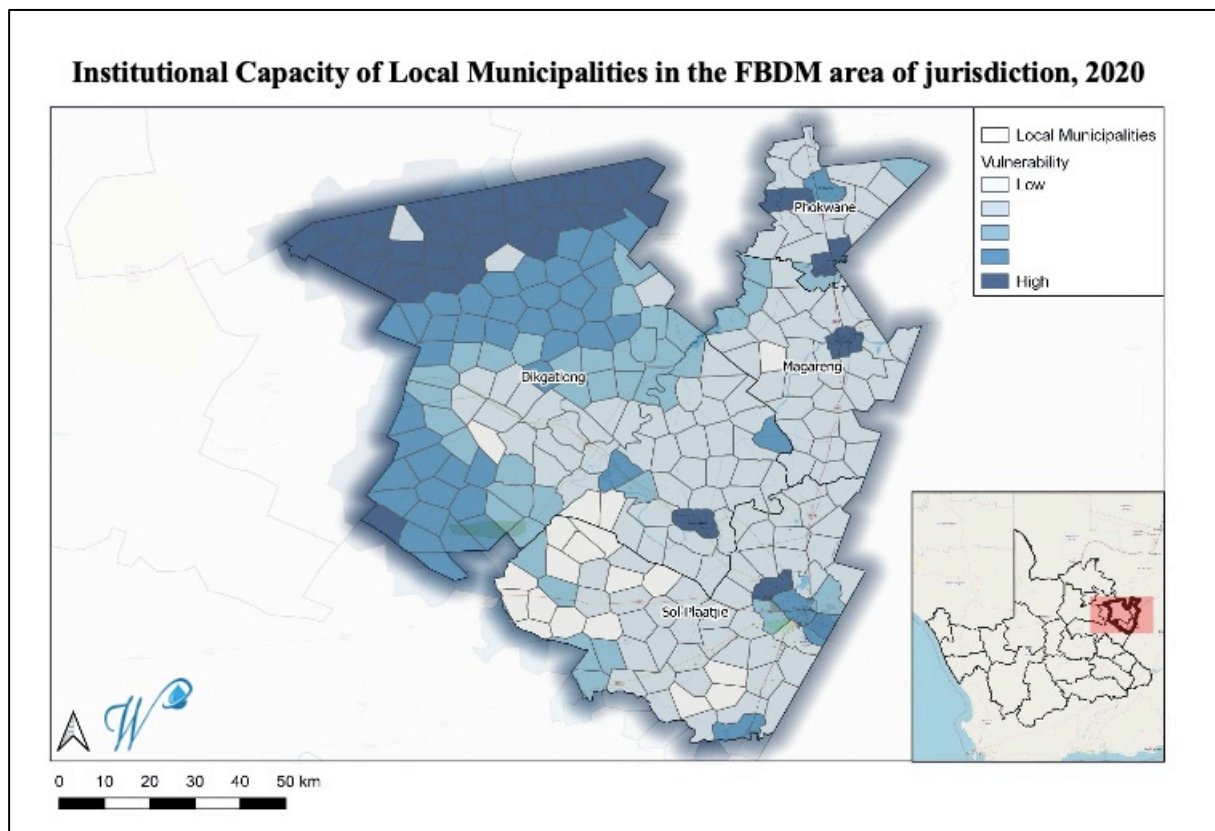 Institutional Capacity of Local Municipalities in the FBDM area of jurisdiction, 2020
Local Municipalities
Vulnerability
Low
High
Phokwane
Magareng
Dikgatlong
Sol Plaatjie
W
0 10 20 30 40 50 km